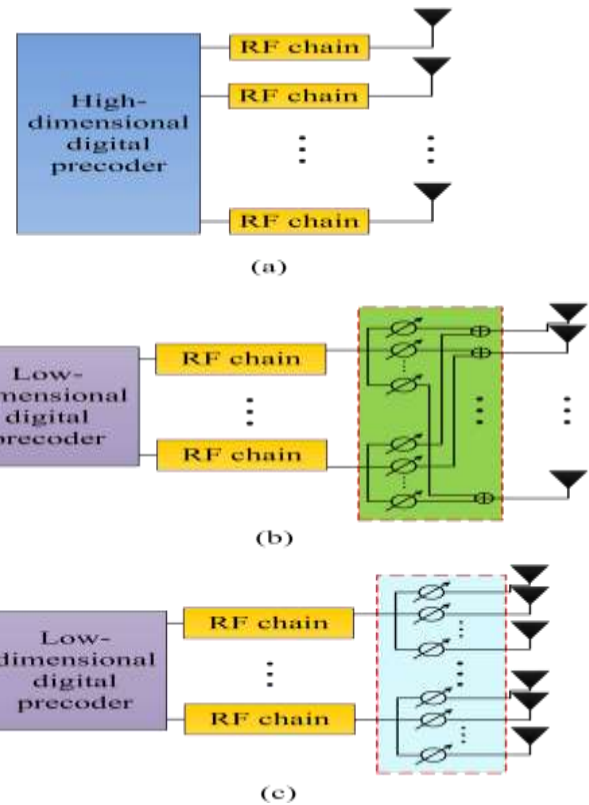 RF chain
RF chain
High-
dimensional
digital
precoder
RF chain
(a)
Low-
mensional
digital
recoder
RF chain
RF chain
(b)
Low-
dimensional
digital
precoder
RF chain
RF chain
(c)